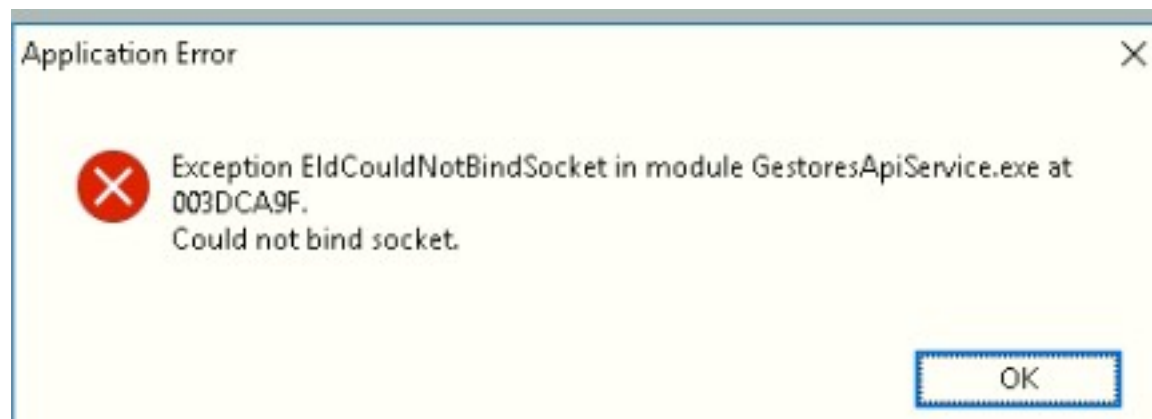 Application Error
Exception EIdCouldNotBindSocket in module GestoresApiService.exe at
003DCA9F.
Could not bind socket.
OK